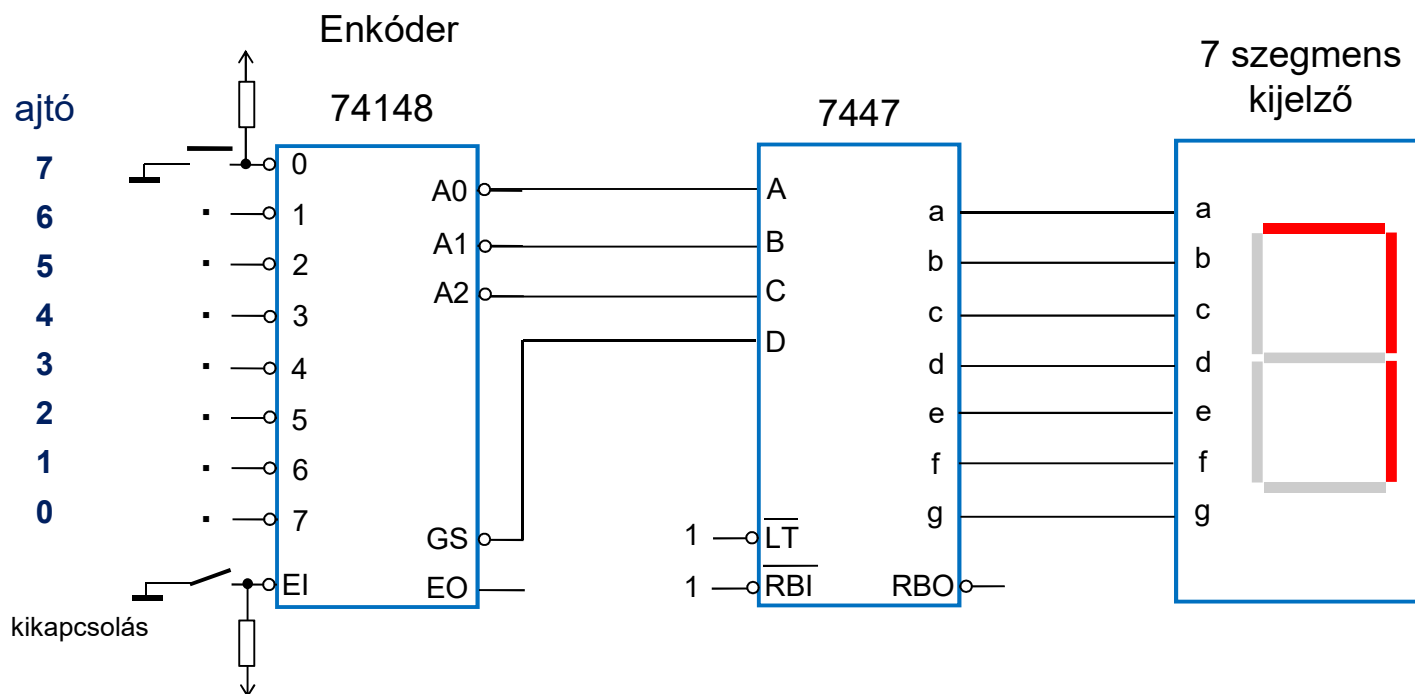 Enkóder
7 szegmens
kijelző
ajtó
74148
7447
7
6
5
4
3
2
1
0
0
1
2
3
4
5
6
7
EI
A0
A1
A2
GS
EO
A
B
C
D
1
LT
1
RBI
a
b
c
d
e
f
g
RBO
a
b
c
d
e
f
g
kikapcsolás